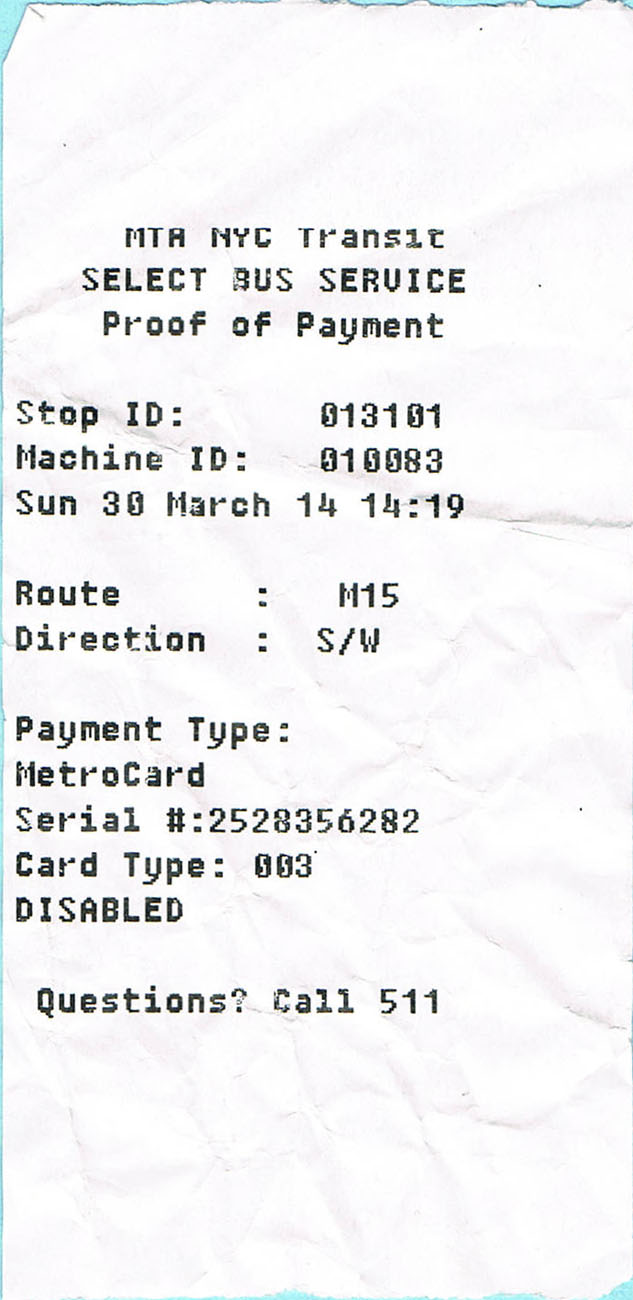 MTA NYC Transit
SELECT BUS SERVICE
Proof of Payment
Stop ID: 013101
Machine ID: 010083
Sun 30 March 14 14:19
Route : M15
Direction : S/W
Payment Type:
MetroCard
Serial #:2528356282
Card Type: 003
DISABLED
Questions? Call 511